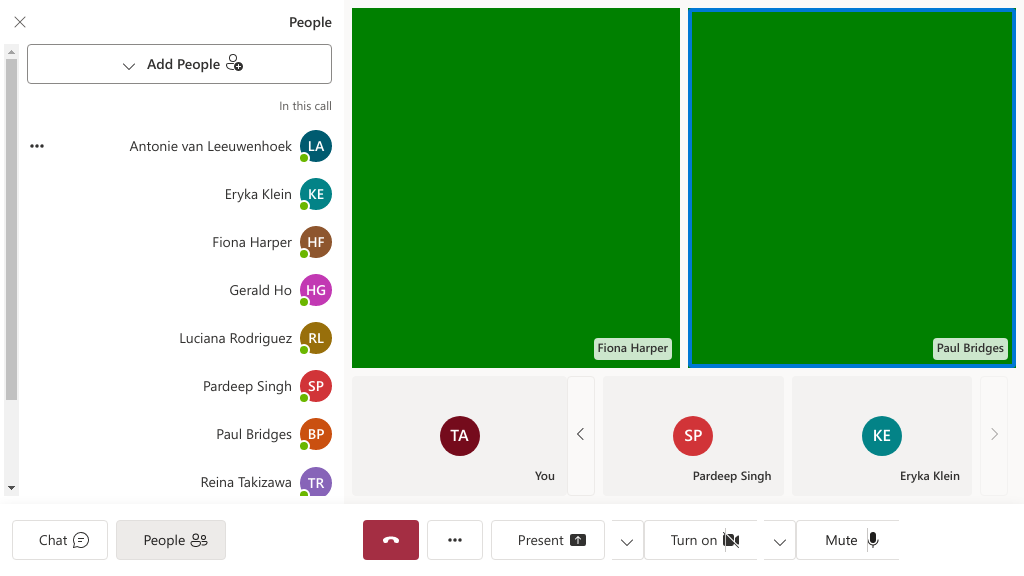 People
Add People
In this call
Antonie van Leeuwenhoek LA
Eryka Klein KE
Fiona Harper HF
Gerald Ho HG
Luciana Rodriguez RL
Pardeep Singh SP
Paul Bridges BP
Reina Takizawa TR
Fiona Harper
Paul Bridges
TA
You
SP
Pardeep Singh
KE
Eryka Klein
Chat
People
Present
Turn on
Mute